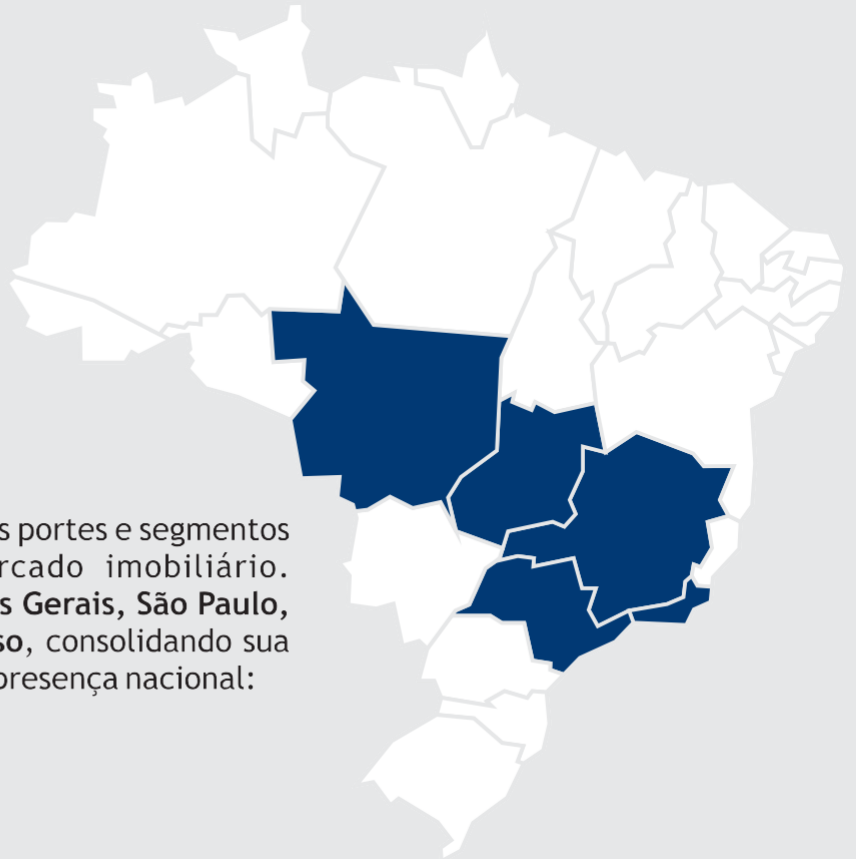 s portes e segmentos
rcado imobiliário.
s Gerais, São Paulo,
so, consolidando sua
presença nacional: